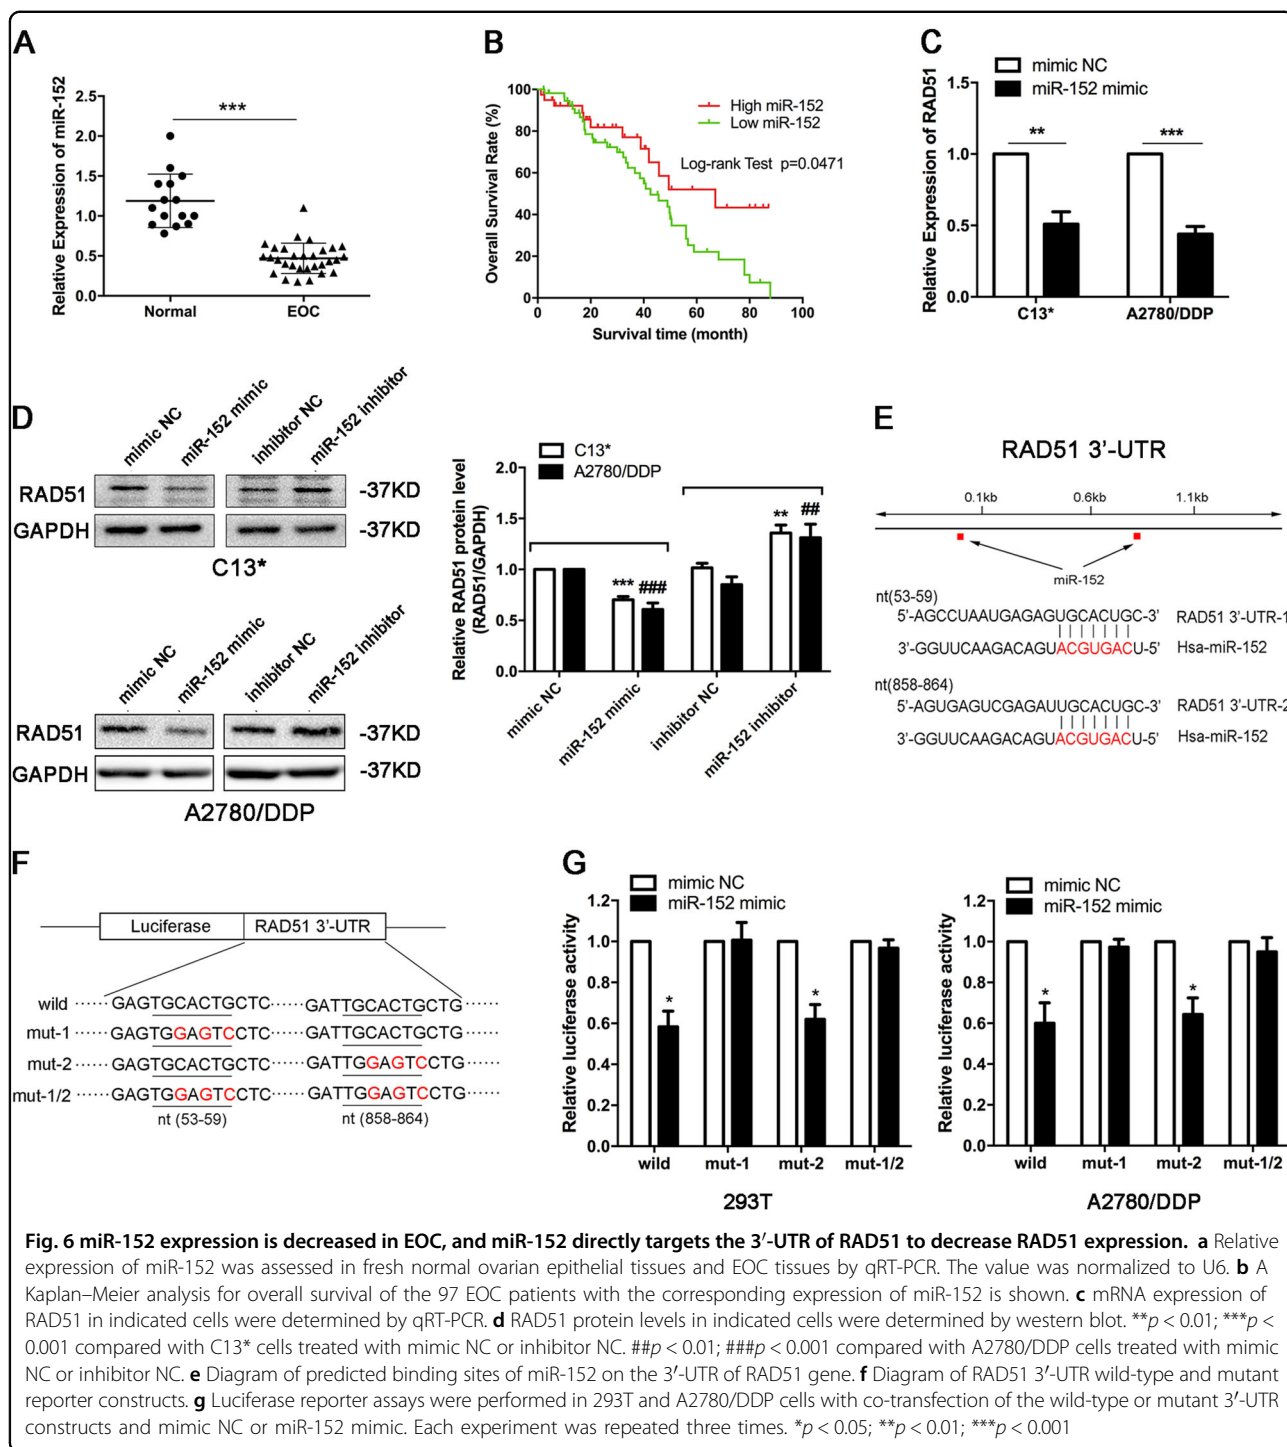 A
Relative Expression of miR-152
2.5
2.0
1.5
1.0
0.5
0.0
***
Normal
EOC
B
Overall Survival Rate (%)
100
80
60
40
20
0
High miR-152
Low miR-152
Log-rank Test p=0.0471
0 20 40 60 80 100
Survival time (month)
C
mimic NC
miR-152 mimic
Relative Expression of RAD51
1.5
1.0
0.5
0.0
**
***
C13*
A2780/DDP
D
mimic NC
miR-152 mimic
inhibitor NC
miR-152 inhibitor
RAD51
-37KD
GAPDH
-37KD
C13*
mimic NC
miR-152 mimic
inhibitor NC
miR-152 inhibitor
RAD51
-37KD
GAPDH
-37KD
A2780/DDP
C13*
A2780/DDP
Relative RAD51 protein level
(RAD51/GAPDH)
2.0
1.5
1.0
0.5
0.0
***
###
**
##
mimic NC
miR-152 mimic
inhibitor NC
miR-152 inhibitor
E
RAD51 3'-UTR
0.1kb 0.6kb 1.1kb
miR-152
nt(53-59)
5'-AGCCUAAUGAGAGUGCACUGC-3' RAD51 3'-UTR-1
3'-GGUUCAAGACAGUACGUGACU-5' Hsa-miR-152
nt(858-864)
5'-AGUGAGUCGAGAUUGCACUGC-3' RAD51 3'-UTR-2
3'-GGUUCAAGACAGUACGUGACU-5' Hsa-miR-152
F
Luciferase RAD51 3'-UTR
wild ······ GAGTGCACTGCTC ······ GATTGCACTGCTG ······
mut-1 ······ GAGTGGAGTCCTC ······ GATTGCACTGCTG ······
mut-2 ······ GAGTGCACTGCTC ······ GATTGGAGTCCTG ······
mut-1/2 ······ GAGTGGAGTCCTC ······ GATTGGAGTCCTG ······
nt (53-59) nt (858-864)
G
mimic NC
miR-152 mimic
Relative luciferase activity
1.2
1.0
0.8
0.6
0.4
0.2
0.0
*
*
wild mut-1 mut-2 mut-1/2
293T
mimic NC
miR-152 mimic
Relative luciferase activity
1.2
1.0
0.8
0.6
0.4
0.2
0.0
*
*
wild mut-1 mut-2 mut-1/2
A2780/DDP
Fig. 6 miR-152 expression is decreased in EOC, and miR-152 directly targets the 3′-UTR of RAD51 to decrease RAD51 expression. a Relative
expression of miR-152 was assessed in fresh normal ovarian epithelial tissues and EOC tissues by qRT-PCR. The value was normalized to U6. b A
Kaplan–Meier analysis for overall survival of the 97 EOC patients with the corresponding expression of miR-152 is shown. c mRNA expression of
RAD51 in indicated cells were determined by qRT-PCR. d RAD51 protein levels in indicated cells were determined by western blot. **p < 0.01; ***p <
0.001 compared with C13* cells treated with mimic NC or inhibitor NC. ##p < 0.01; ###p < 0.001 compared with A2780/DDP cells treated with mimic
NC or inhibitor NC. e Diagram of predicted binding sites of miR-152 on the 3′-UTR of RAD51 gene. f Diagram of RAD51 3′-UTR wild-type and mutant
reporter constructs. g Luciferase reporter assays were performed in 293T and A2780/DDP cells with co-transfection of the wild-type or mutant 3′-UTR
constructs and mimic NC or miR-152 mimic. Each experiment was repeated three times. *p < 0.05; **p < 0.01; ***p < 0.001